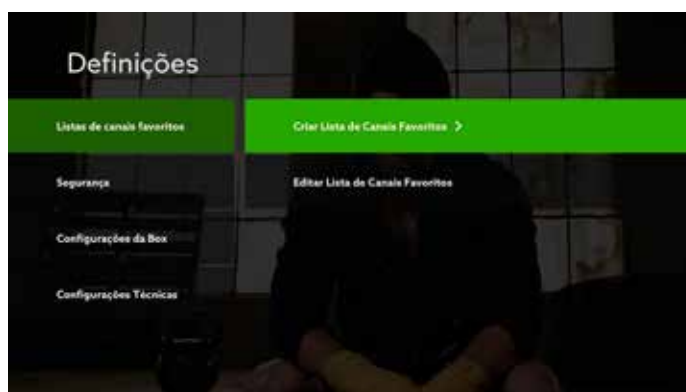 Definições
Listas de canais favoritos
Criar Lista de Canais Favoritos >
Segurança
Editar Lista de Canais Favoritos
Configurações da Box
Configurações Técnicas